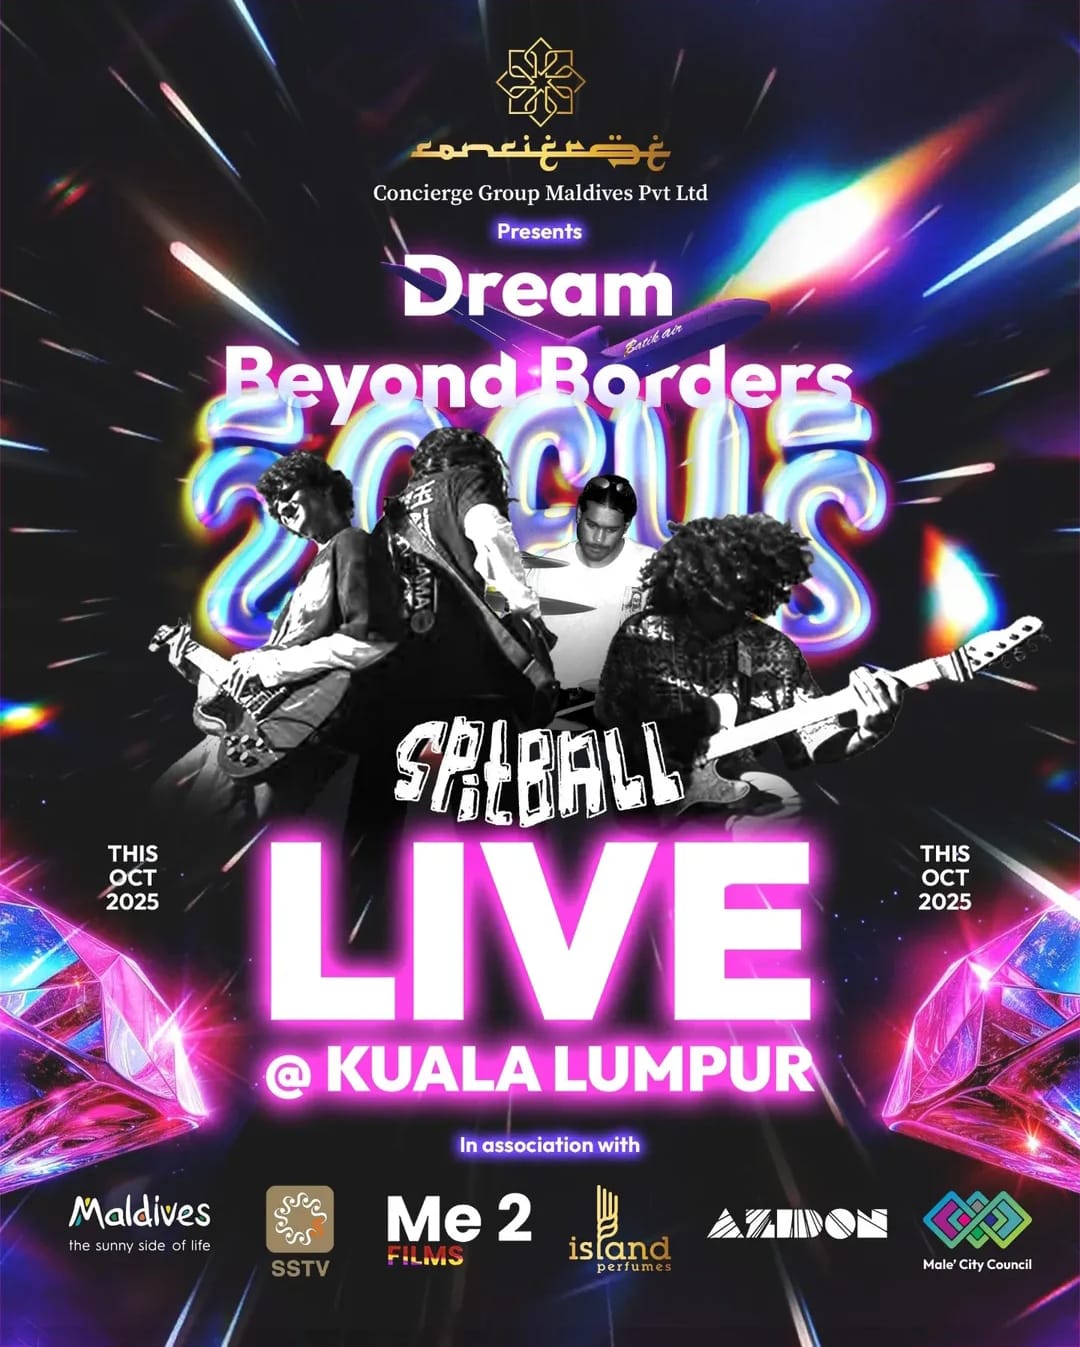 concierge
Concierge Group Maldives Pvt Ltd
Presents
Dream
Batik Air
Beyond Borders
FOCUS
SPitBALL
THIS
OCT
2025
THIS
OCT
2025
LIVE
@ KUALA LUMPUR
In association with
Maldives
the sunny side of life
SSTV
Me 2
FILMS
island
perfumes
AZIDON
Male' City Council